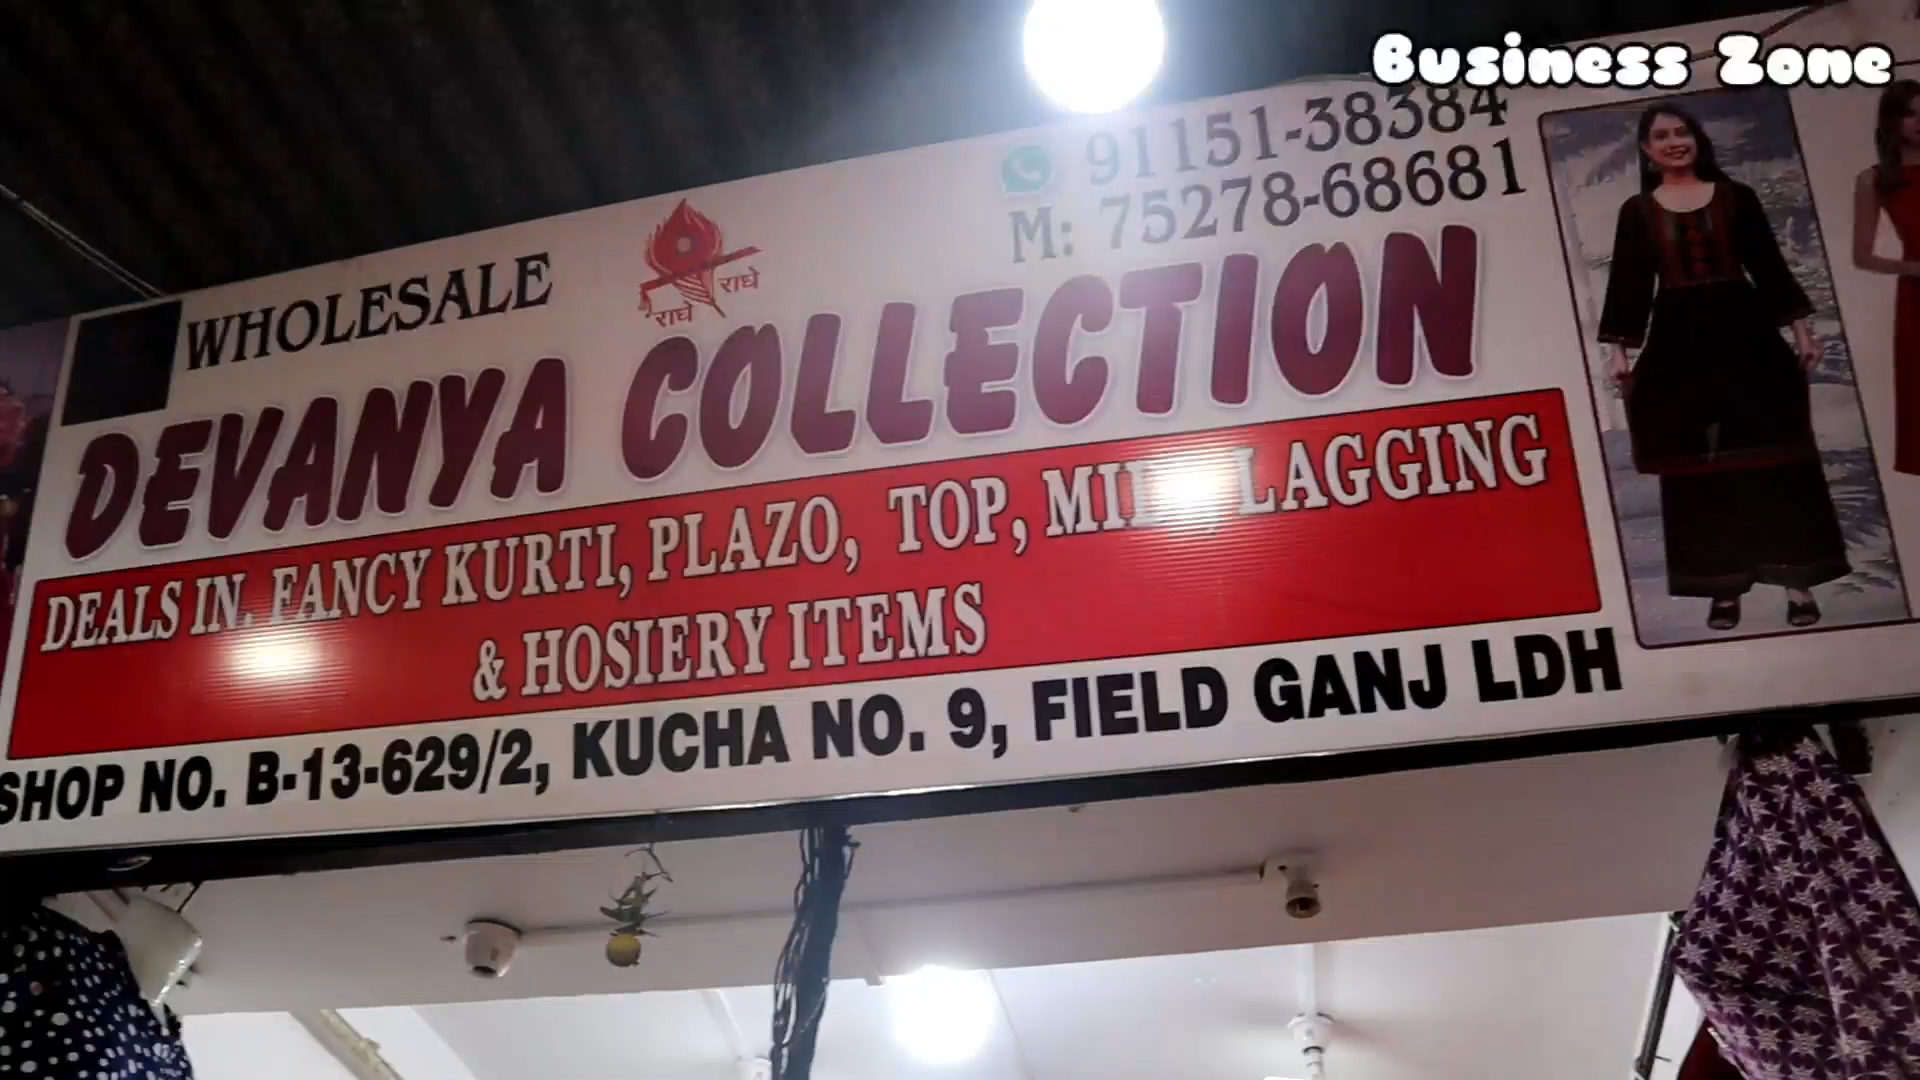 Business Zone
91151-38384
M: 75278-68681
WHOLESALE
राधे राधे
DEVANYA COLLECTION
DEALS IN. FANCY KURTI, PLAZO, TOP, LAGGING
& HOSIERY ITEMS
SHOP NO. B-13-629/2, KUCHA NO. 9, FIELD GANJ LDH